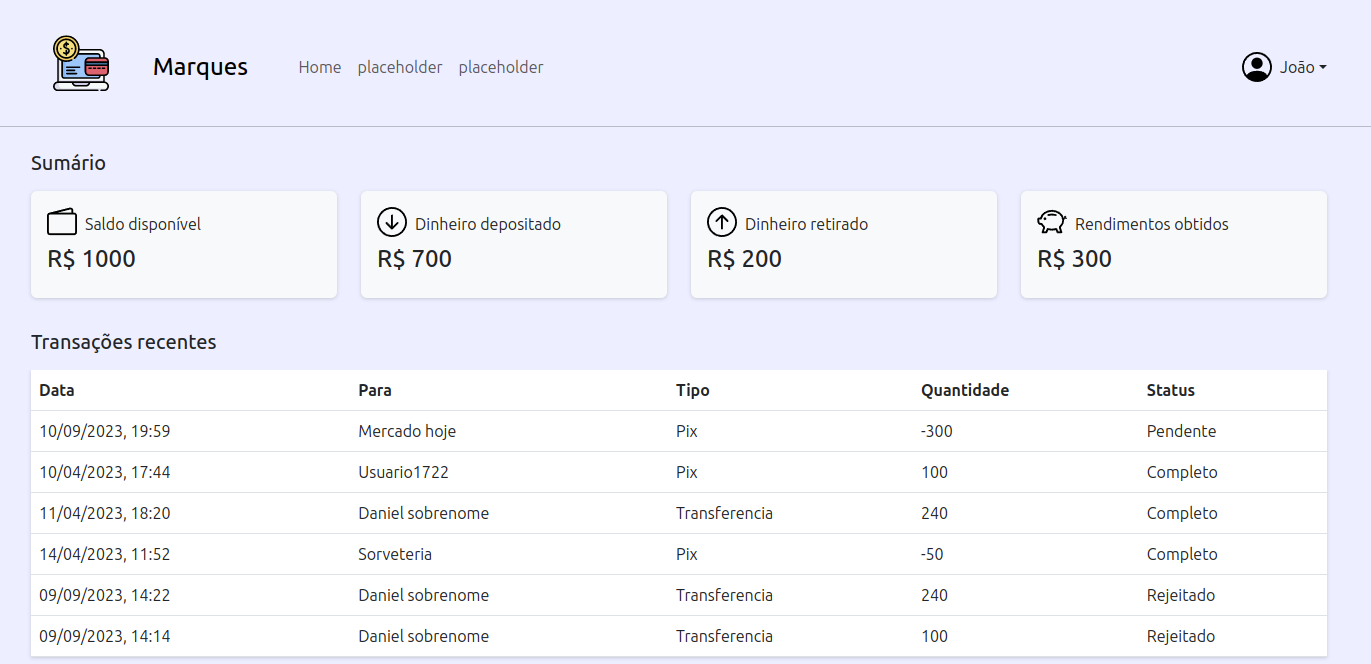 Marques Home placeholder placeholder João
Sumário
Saldo disponível Dinheiro depositado Dinheiro retirado Rendimentos obtidos
R$ 1000 R$ 700 R$ 200 R$ 300
Transações recentes
Data Para Tipo Quantidade Status
10/09/2023, 19:59 Mercado hoje Pix -300 Pendente
10/04/2023, 17:44 Usuario1722 Pix 100 Completo
11/04/2023, 18:20 Daniel sobrenome Transferencia 240 Completo
14/04/2023, 11:52 Sorveteria Pix -50 Completo
09/09/2023, 14:22 Daniel sobrenome Transferencia 240 Rejeitado
09/09/2023, 14:14 Daniel sobrenome Transferencia 100 Rejeitado